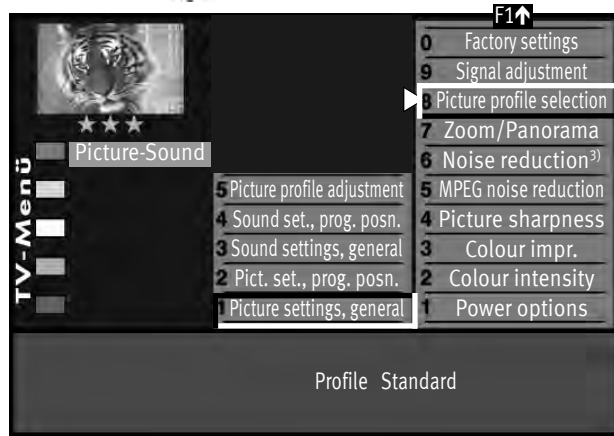 F1↑
0 Factory settings
9 Signal adjustment
8 Picture profile selection
7 Zoom/Panorama
6 Noise reduction3)
5 MPEG noise reduction
4 Picture sharpness
3 Colour impr.
2 Colour intensity
1 Power options
TV-Menü
Picture-Sound
5 Picture profile adjustment
4 Sound set., prog. posn.
3 Sound settings, general
2 Pict. set., prog. posn.
1 Picture settings, general
Profile Standard